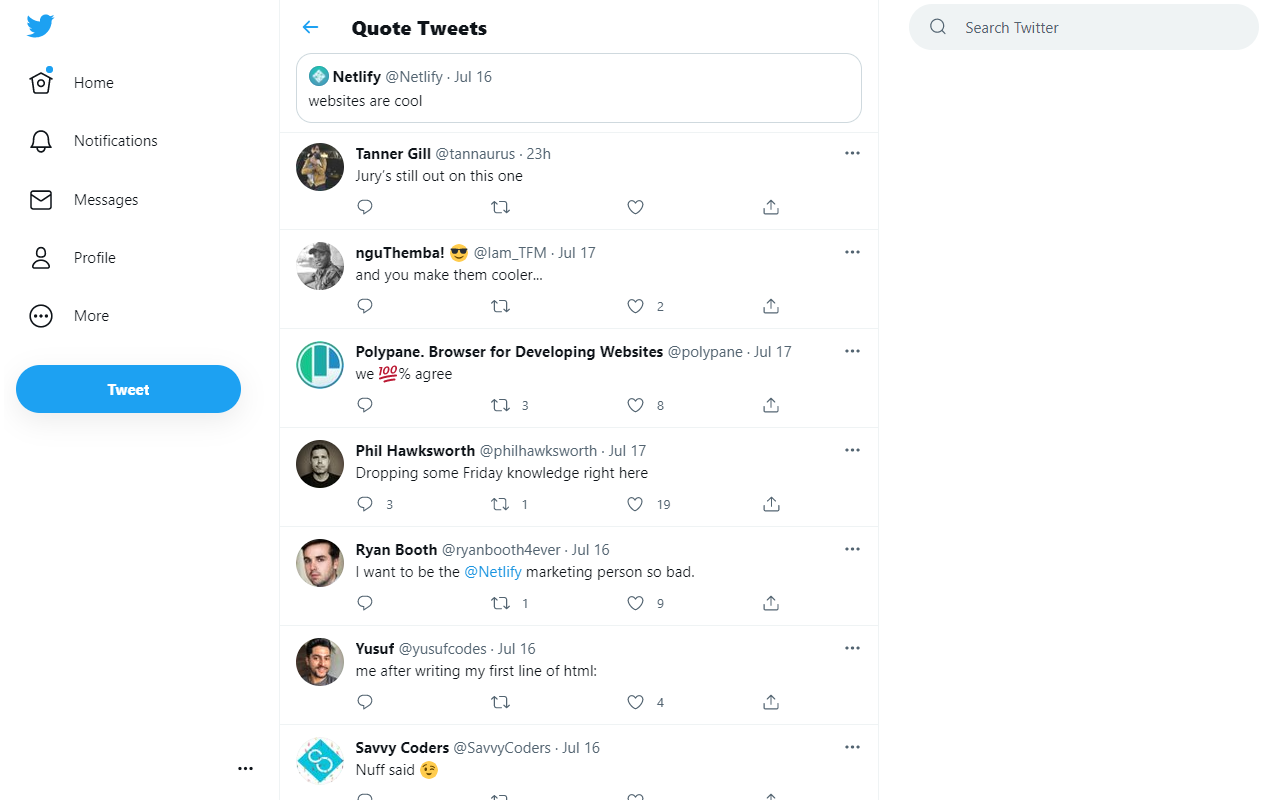 Quote Tweets
Search Twitter
Home
Notifications
Messages
Profile
More
Tweet
Netlify @Netlify · Jul 16
websites are cool
Tanner Gill @tannaurus · 23h
Jury's still out on this one
nguThemba! 😎 @Iam_TFM · Jul 17
and you make them cooler...
2
Polypane. Browser for Developing Websites @polypane · Jul 17
we 💯% agree
3 8
Phil Hawksworth @philhawksworth · Jul 17
Dropping some Friday knowledge right here
3 1 19
Ryan Booth @ryanbooth4ever · Jul 16
I want to be the @Netlify marketing person so bad.
1 9
Yusuf @yusufcodes · Jul 16
me after writing my first line of html:
4
Savvy Coders @SavvyCoders · Jul 16
Nuff said 😉